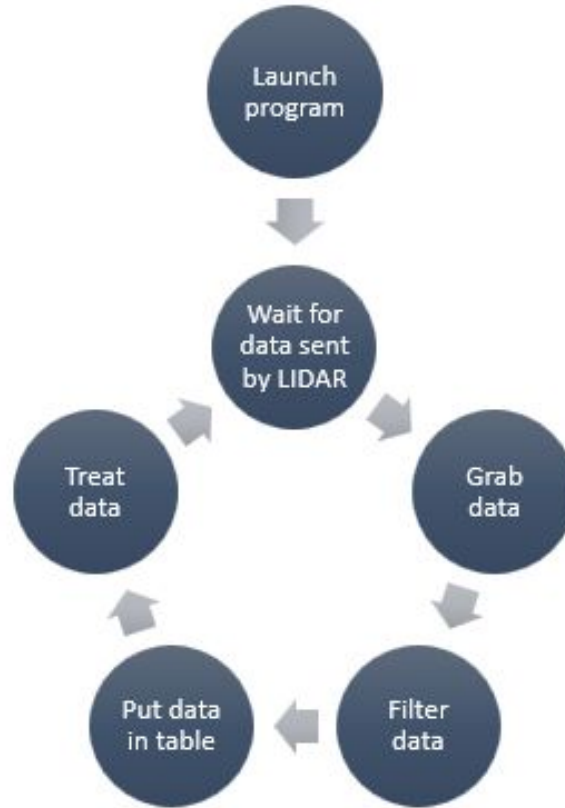 Launch
program
Wait for
data sent
by LIDAR
Grab
data
Filter
data
Put data
in table
Treat
data